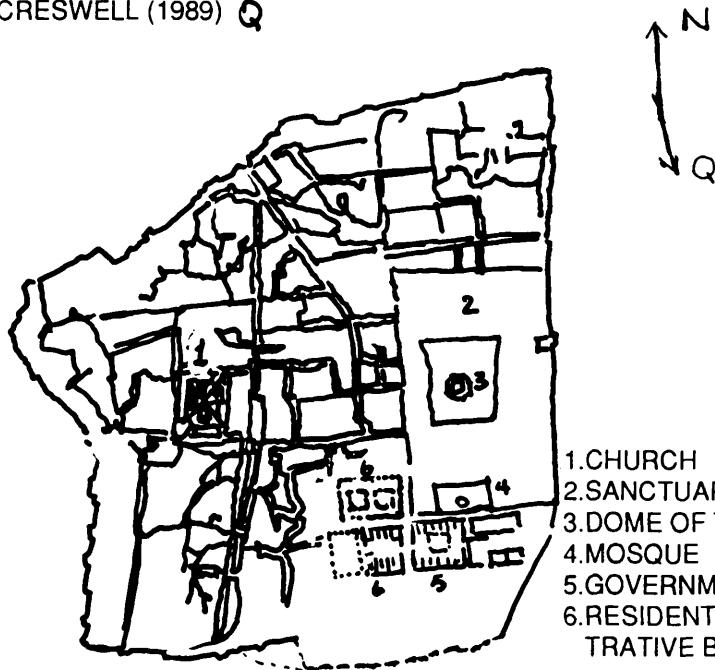 CRESWELL (1989) Q
N
Q
2
1
3
4
6
6
5
1.CHURCH
2.SANCTUAR
3.DOME OF
4.MOSQUE
5.GOVERNM
6.RESIDENT
TRATIVE B